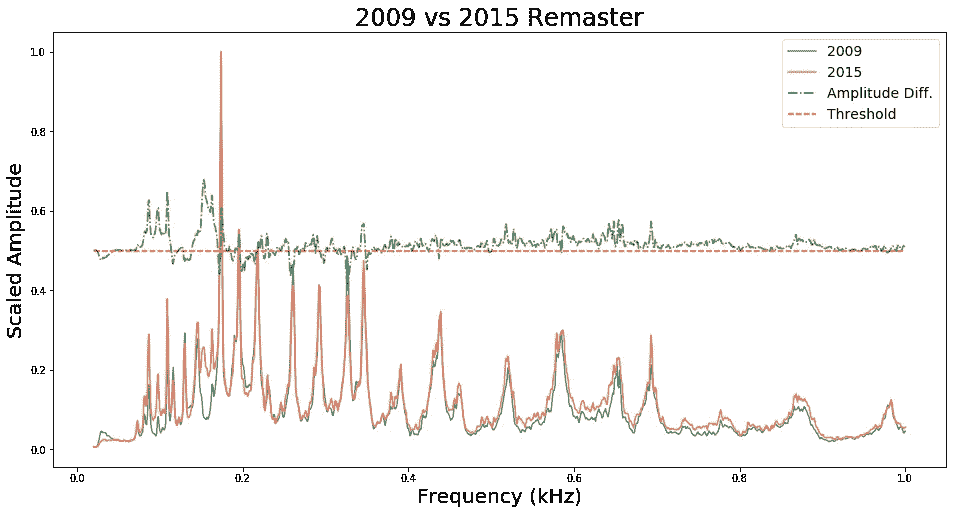 2009 vs 2015 Remaster
2009
2015
Amplitude Diff.
Threshold
Scaled Amplitude
1.0
0.8
0.6
0.4
0.2
0.0
0.0 0.2 0.4 0.6 0.8 1.0
Frequency (kHz)